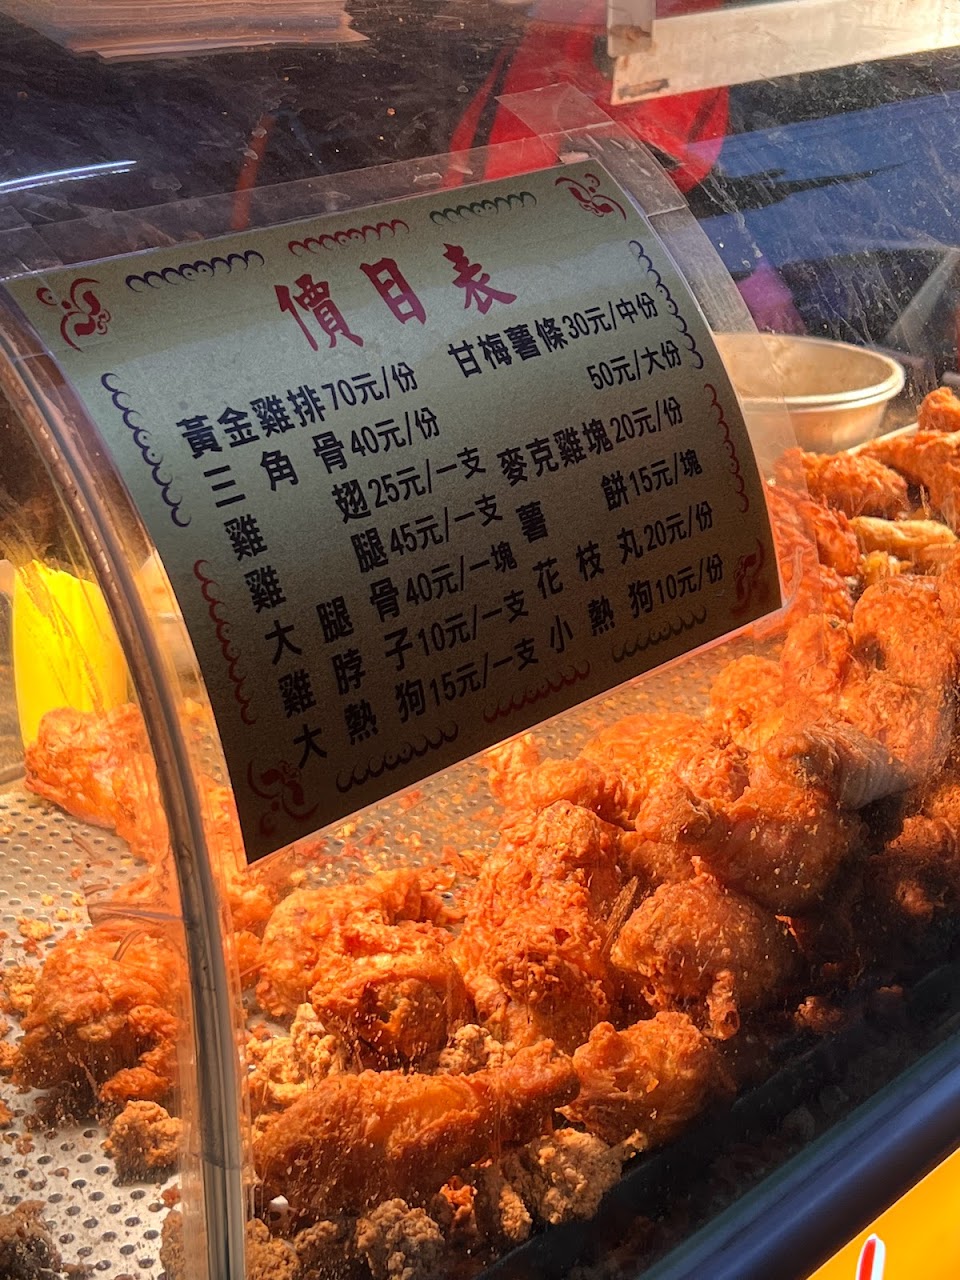 價目表
黃金雞排70元/份
三角骨40元/份
雞翅25元/一支
雞腿45元/一支
大腿骨40元/一塊
雞脖子10元/一支
大熱狗15元/一支
甘梅薯條30元/中份
50元/大份
麥克雞塊20元/份
薯餅15元/塊
花枝丸20元/份
小熱狗10元/份